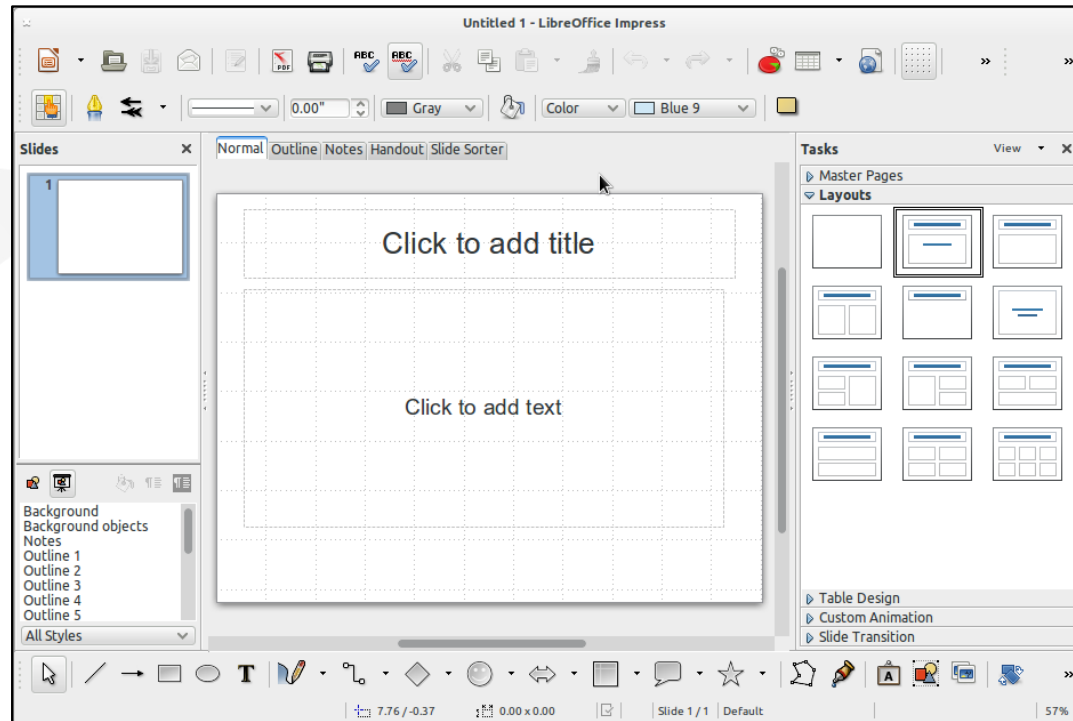 Untitled 1 - LibreOffice Impress
PDF ABC ABC
0.00" Gray Color Blue 9
Slides
Normal Outline Notes Handout Slide Sorter
Tasks View
1
Master Pages
Layouts
Click to add title
Click to add text
Background
Background objects
Notes
Outline 1
Outline 2
Outline 3
Outline 4
Outline 5
All Styles
Table Design
Custom Animation
Slide Transition
T A
7.76 / -0.37 0.00 x 0.00 Slide 1 / 1 Default 57%